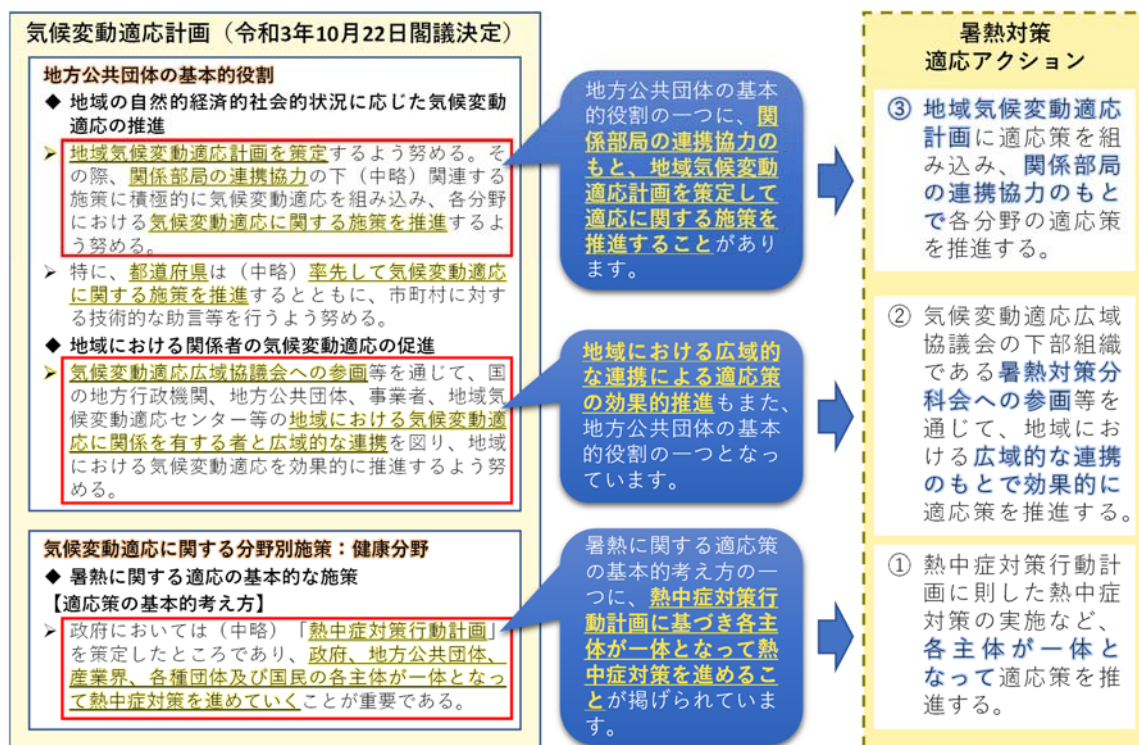 気候変動適応計画（令和3年10月22日閣議決定）
地方公共団体の基本的役割
◆ 地域の自然的経済的社会的状況に応じた気候変動
適応の推進
➢ 地域気候変動適応計画を策定するよう努める。そ
の際、関係部局の連携協力の下（中略）関連する
施策に積極的に気候変動適応を組み込み、各分野
における気候変動適応に関する施策を推進するよ
う努める。
➢ 特に、都道府県は（中略）率先して気候変動適応
に関する施策を推進するとともに、市町村に対す
る技術的な助言等を行うよう努める。
◆ 地域における関係者の気候変動適応の促進
➢ 気候変動適応広域協議会への参画等を通じて、国
の地方行政機関、地方公共団体、事業者、地域気
候変動適応センター等の地域における気候変動適
応に関係を有する者と広域的な連携を図り、地域
における気候変動適応を効果的に推進するよう努
める。
気候変動適応に関する分野別施策：健康分野
◆ 暑熱に関する適応の基本的な施策
【適応策の基本的考え方】
➢ 政府においては（中略）「熱中症対策行動計画」
を策定したところであり、政府、地方公共団体、
産業界、各種団体及び国民の各主体が一体となっ
て熱中症対策を進めていくことが重要である。
地方公共団体の基本
的役割の一つに、関
係部局の連携協力の
もと、地域気候変動
適応計画を策定して
適応に関する施策を
推進することがあり
ます。
地域における広域的
な連携による適応策
の効果的推進もまた、
地方公共団体の基本
的役割の一つとなっ
ています。
暑熱に関する適応策
の基本的考え方の一
つに、熱中症対策行
動計画に基づき各主
体が一体となって熱
中症対策を進めるこ
とが掲げられていま
す。
暑熱対策
適応アクション
③ 地域気候変動適応
計画に適応策を組
み込み、関係部局
の連携協力のもと
で各分野の適応策
を推進する。
② 気候変動適応広域
協議会の下部組織
である暑熱対策分
科会への参画等を
通じて、地域にお
ける広域的な連携
のもとで効果的に
適応策を推進する。
① 熱中症対策行動計
画に則した熱中症
対策の実施など、
各主体が一体と
なって適応策を推
進する。